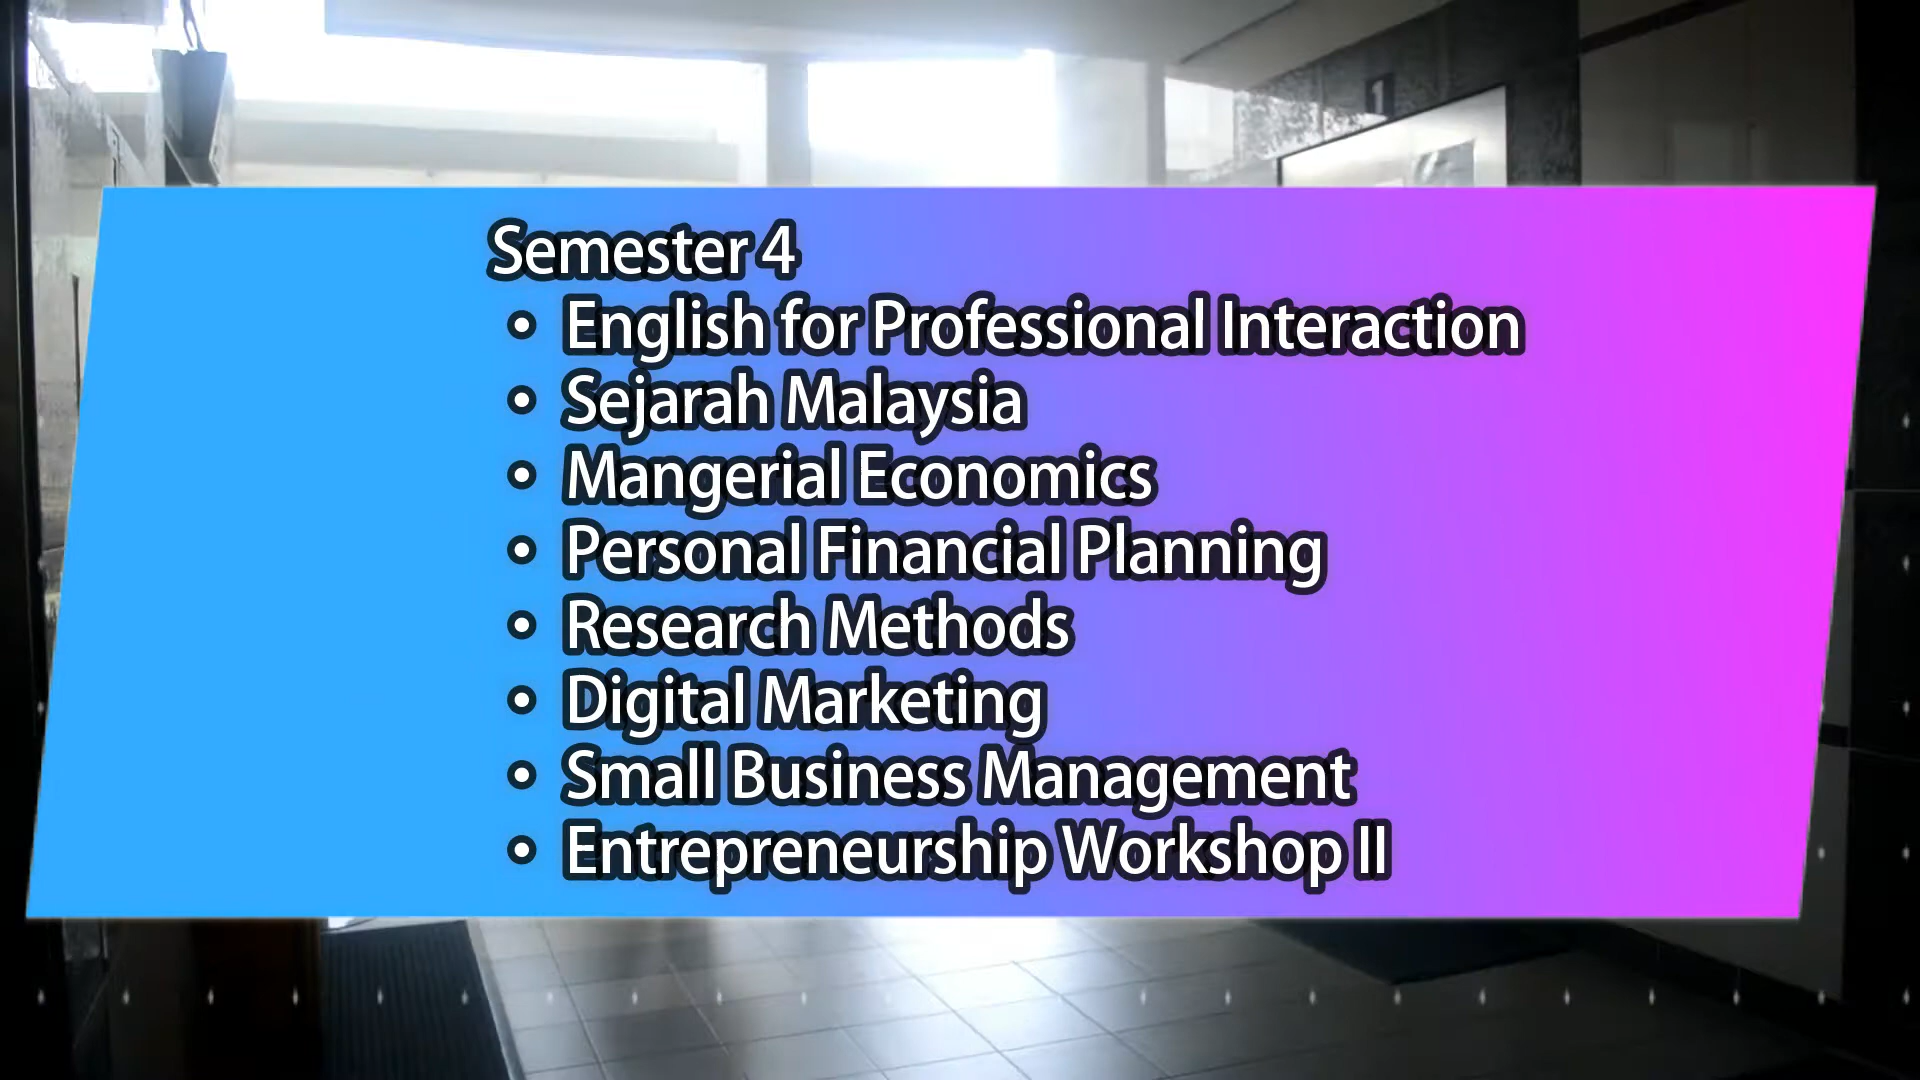 1
Semester 4
• English for Professional Interaction
• Sejarah Malaysia
• Mangerial Economics
• Personal Financial Planning
• Research Methods
• Digital Marketing
• Small Business Management
• Entrepreneurship Workshop II